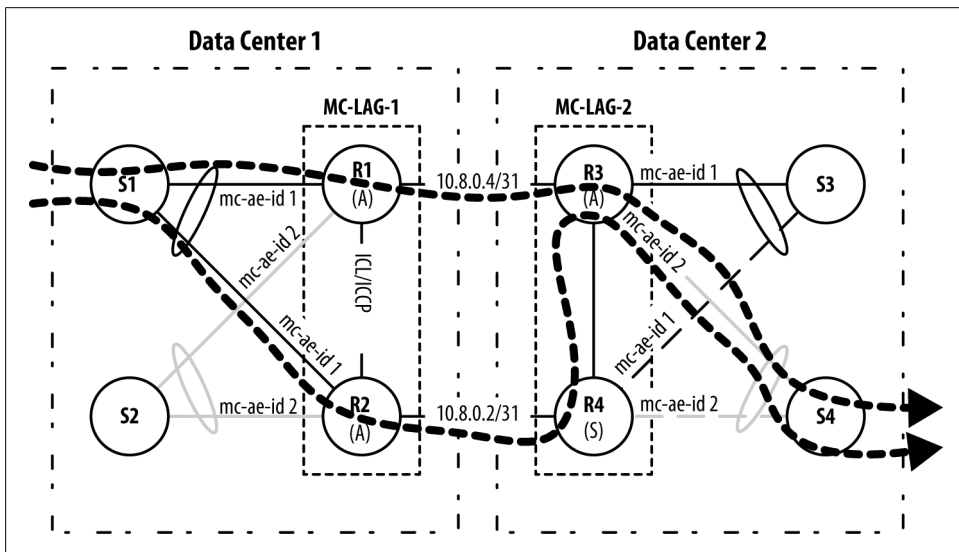 Data Center 1
Data Center 2
MC-LAG-1
MC-LAG-2
S1
mc-ae-id 1
R1
(A)
10.8.0.4/31
R3
(A)
mc-ae-id 1
S3
mc-ae-id 2
ICL/ICCP
mc-ae-id 2
mc-ae-id 1
mc-ae-id 1
S2
mc-ae-id 2
R2
(A)
10.8.0.2/31
R4
(S)
mc-ae-id 2
S4